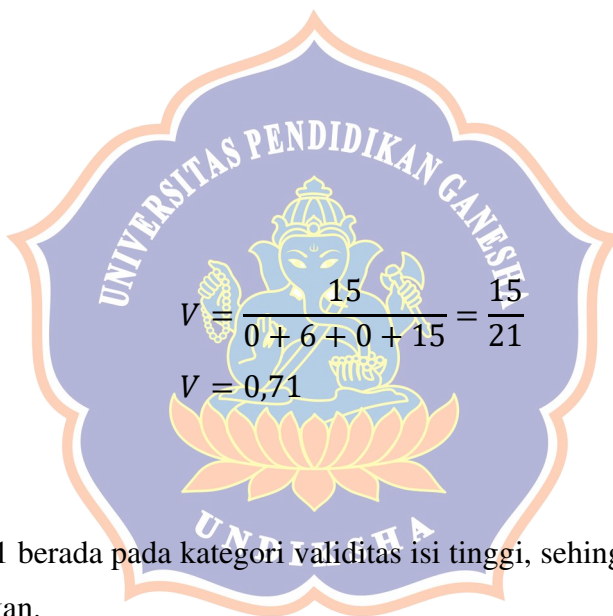 UNIVERSITAS PENDIDIKAN GANESHA
V = 15 / (0 + 6 + 0 + 15) = 15 / 21
V = 0,71
1 berada pada kategori validitas isi tinggi, sehing
UNDIKSHA